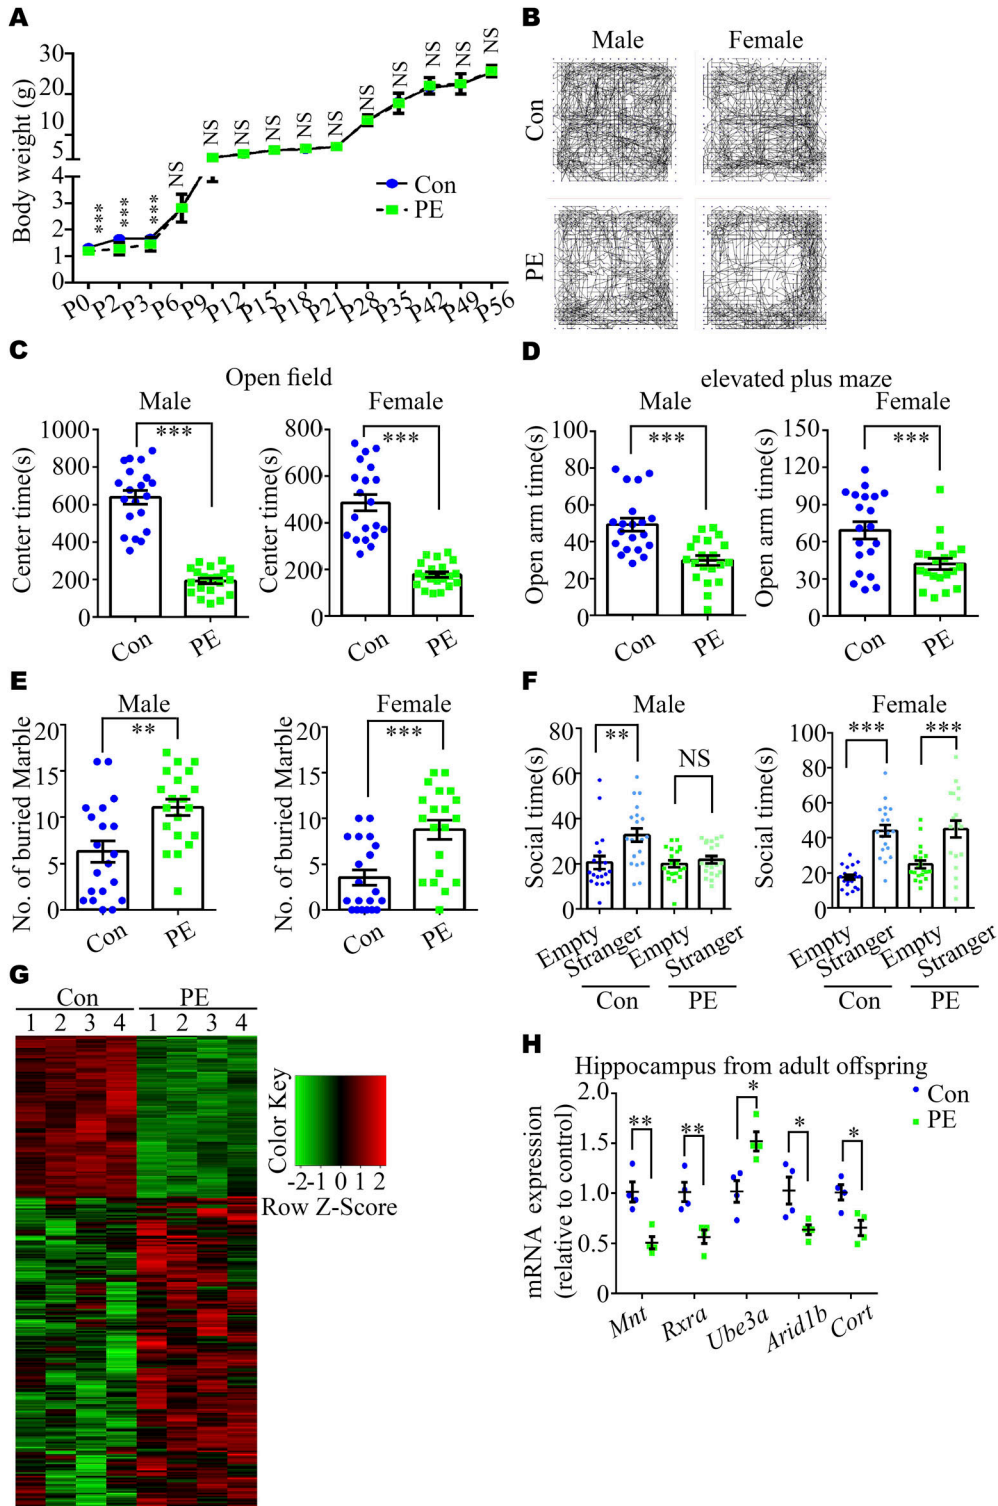 A
Body weight (g)
30
20
10
5
4
3
2
1
0
*** *** *** NS NS NS NS NS NS NS NS NS NS NS
Con
PE
P0 P2 P3 P6 P9 P12 P15 P18 P21 P28 P35 P42 P49 P56
B
Male Female
Con
PE
C
Open field
Male
Center time(s)
1000
800
600
400
200
0
***
Con PE
Female
Center time(s)
800
600
400
200
0
***
Con PE
D
elevated plus maze
Male
Open arm time(s)
100
80
60
40
20
0
***
Con PE
Female
Open arm time(s)
150
120
90
60
30
0
***
Con PE
E
Male
No. of buried Marble
20
15
10
5
0
**
Con PE
Female
No. of buried Marble
20
15
10
5
0
***
Con PE
F
Male
Social time(s)
80
60
40
20
0
** NS
Empty Stranger Empty Stranger
Con PE
Female
Social time(s)
100
80
60
40
20
0
*** ***
Empty Stranger Empty Stranger
Con PE
G
Con PE
1 2 3 4 1 2 3 4
Color Key
-2 -1 0 1 2
Row Z-Score
H
Hippocampus from adult offspring
Con
PE
mRNA expression
(relative to control)
2.0
1.5
1.0
0.5
0
** ** * * *
Mnt Rxra Ube3a Arid1b Cort